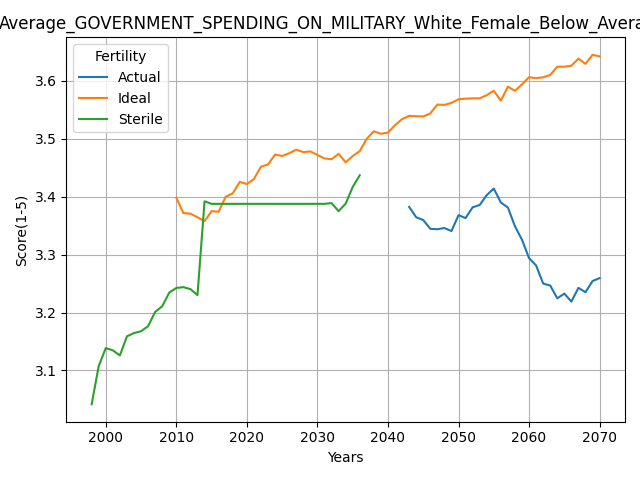 Average_GOVERNMENT_SPENDING_ON_MILITARY_White_Female_Below_Avera
Fertility
Actual
Ideal
Sterile
Score(1-5)
3.6
3.5
3.4
3.3
3.2
3.1
2000 2010 2020 2030 2040 2050 2060 2070
Years